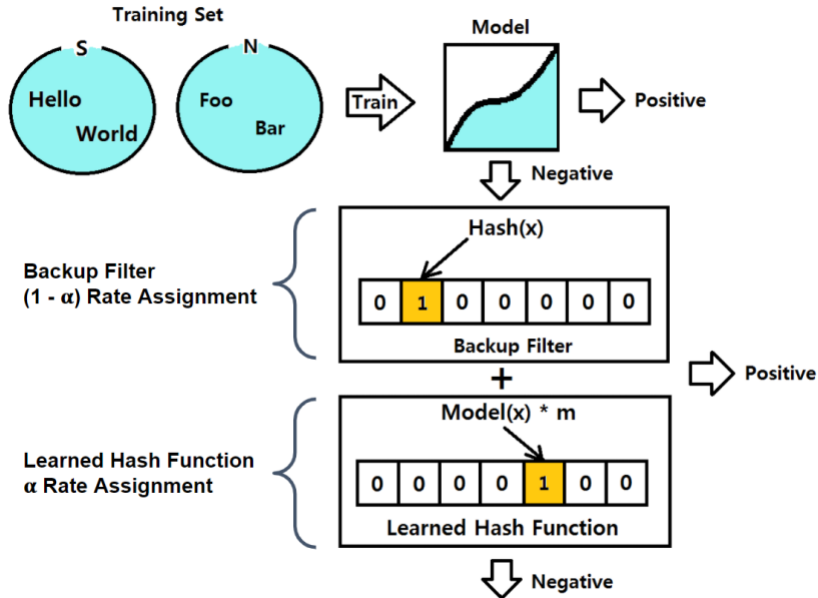 Training Set
S
N
Hello
World
Foo
Bar
Train
Model
Positive
Negative
Backup Filter
(1 - α) Rate Assignment
Hash(x)
0 1 0 0 0 0 0
Backup Filter
+
Positive
Learned Hash Function
α Rate Assignment
Model(x) * m
0 0 0 0 1 0 0
Learned Hash Function
Negative